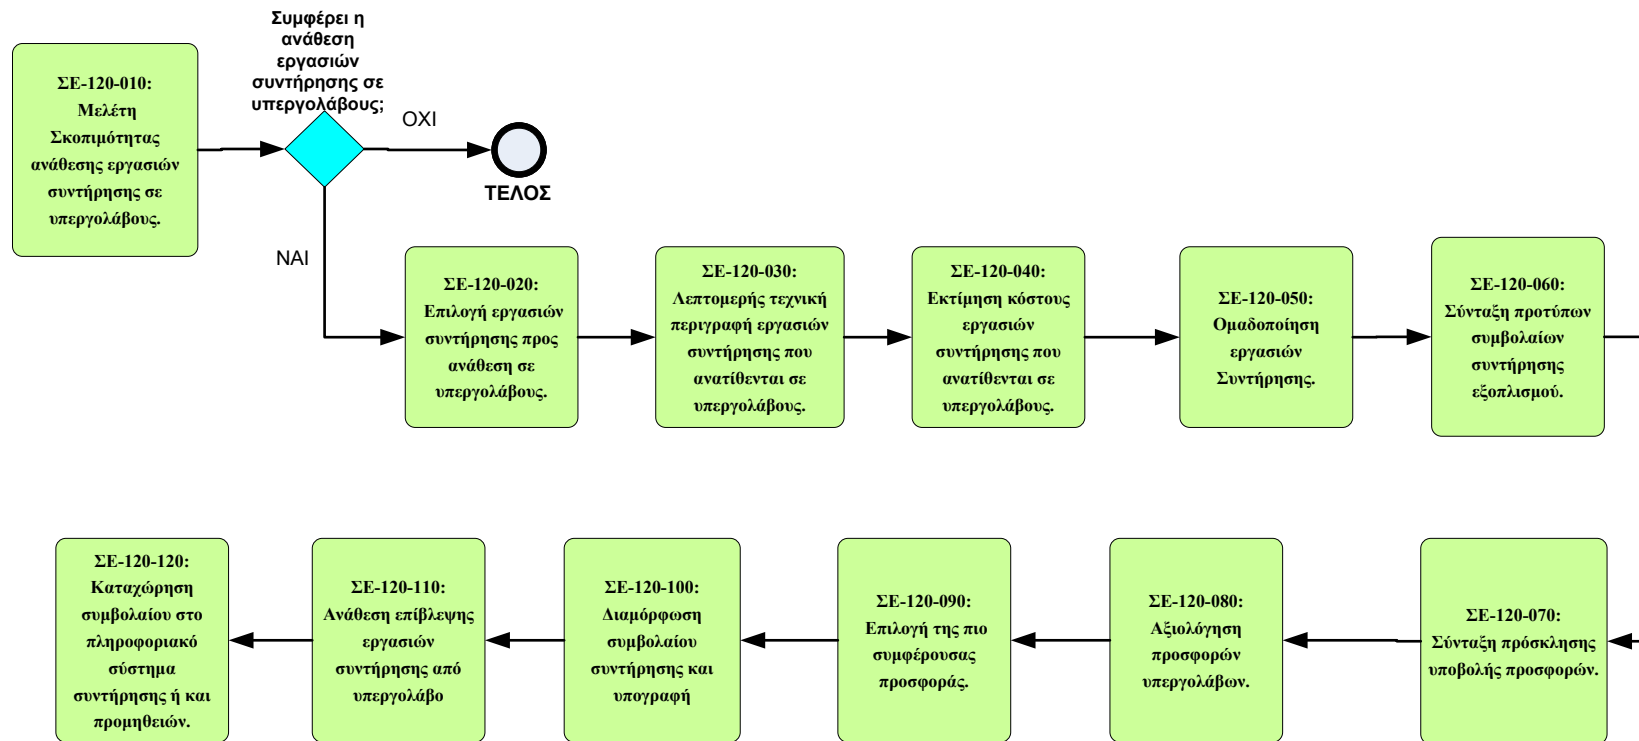 Συμφέρει η
ανάθεση
εργασιών
συντήρησης σε
υπεργολάβους;
ΣΕ-120-010:
Μελέτη
Σκοπιμότητας
ανάθεσης εργασιών
συντήρησης σε
υπεργολάβους.
ΟΧΙ
ΤΕΛΟΣ
ΝΑΙ
ΣΕ-120-020:
Επιλογή εργασιών
συντήρησης προς
ανάθεση σε
υπεργολάβους.
ΣΕ-120-030:
Λεπτομερής τεχνική
περιγραφή εργασιών
συντήρησης που
ανατίθενται σε
υπεργολάβους.
ΣΕ-120-040:
Εκτίμηση κόστους
εργασιών
συντήρησης που
ανατίθενται σε
υπεργολάβους.
ΣΕ-120-050:
Ομαδοποίηση
εργασιών
Συντήρησης.
ΣΕ-120-060:
Σύνταξη προτύπων
συμβολαίων
συντήρησης
εξοπλισμού.
ΣΕ-120-120:
Καταχώρηση
συμβολαίου στο
πληροφοριακό
σύστημα
συντήρησης ή και
προμηθειών.
ΣΕ-120-110:
Ανάθεση επίβλεψης
εργασιών
συντήρησης από
υπεργολάβο
ΣΕ-120-100:
Διαμόρφωση
συμβολαίου
συντήρησης και
υπογραφή
ΣΕ-120-090:
Επιλογή της πιο
συμφέρουσας
προσφοράς.
ΣΕ-120-080:
Αξιολόγηση
προσφορών
υπεργολάβων.
ΣΕ-120-070:
Σύνταξη πρόσκλησης
υποβολής προσφορών.